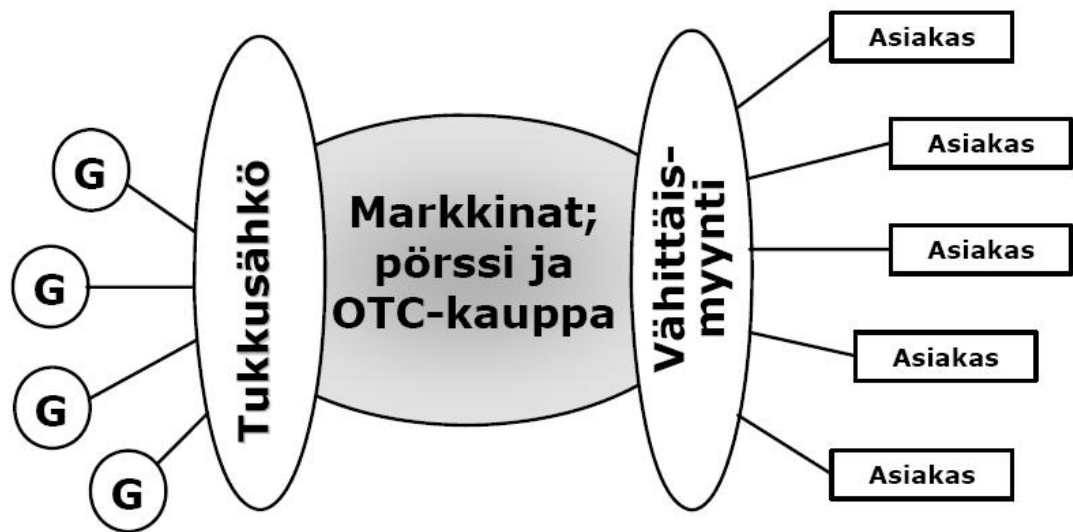 G
G
G
G
Tukkusähkö
Markkinat;
pörssi ja
OTC-kauppa
Vähittäis-
myynti
Asiakas
Asiakas
Asiakas
Asiakas
Asiakas